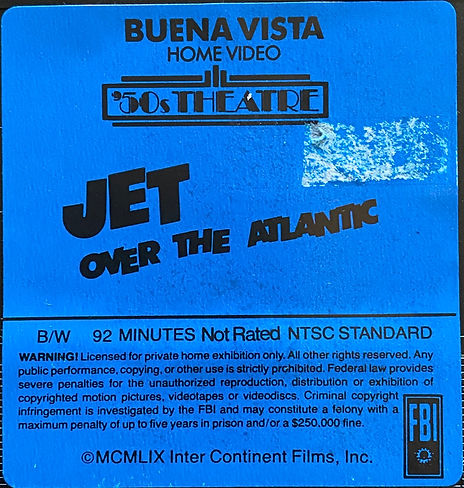 BUENA VISTA
HOME VIDEO
'50s THEATRE
JET
OVER THE ATLANTIC
B/W 92 MINUTES Not Rated NTSC STANDARD
WARNING! Licensed for private home exhibition only. All other rights reserved. Any
public performance, copying, or other use is strictly prohibited. Federal law provides
severe penalties for the unauthorized reproduction, distribution or exhibition of
copyrighted motion pictures, videotapes or videodiscs. Criminal copyright
infringement is investigated by the FBI and may constitute a felony with a
maximum penalty of up to five years in prison and/or a $250,000 fine.
FBI
©MCMLIX Inter Continent Films, Inc.